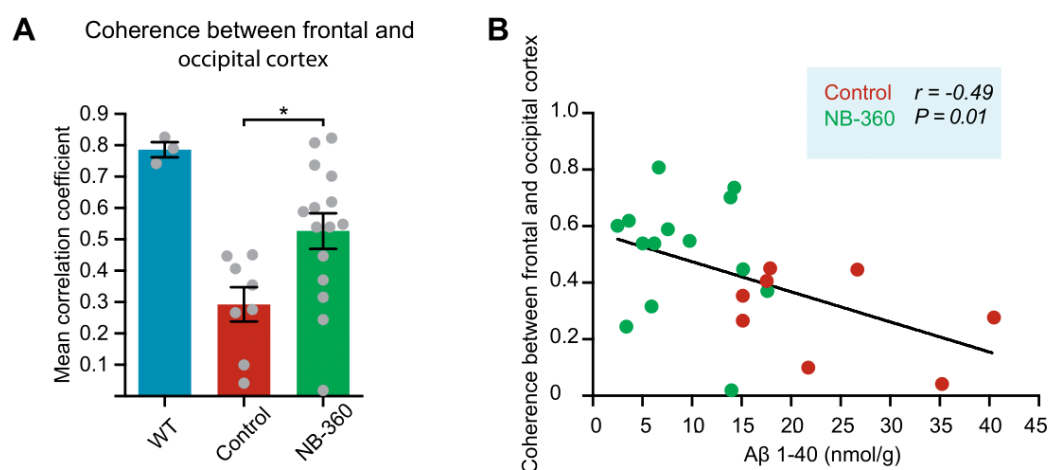 A
Coherence between frontal and
occipital cortex
Mean correlation coefficient
0.9
0.8
0.7
0.6
0.5
0.4
0.3
0.2
0.1
*
WT
Control
NB-360
B
Coherence between frontal and occipital cortex
Control r = -0.49
NB-360 P = 0.01
1.0
0.8
0.6
0.4
0.2
0
0 5 10 15 20 25 30 35 40 45
Aβ 1-40 (nmol/g)